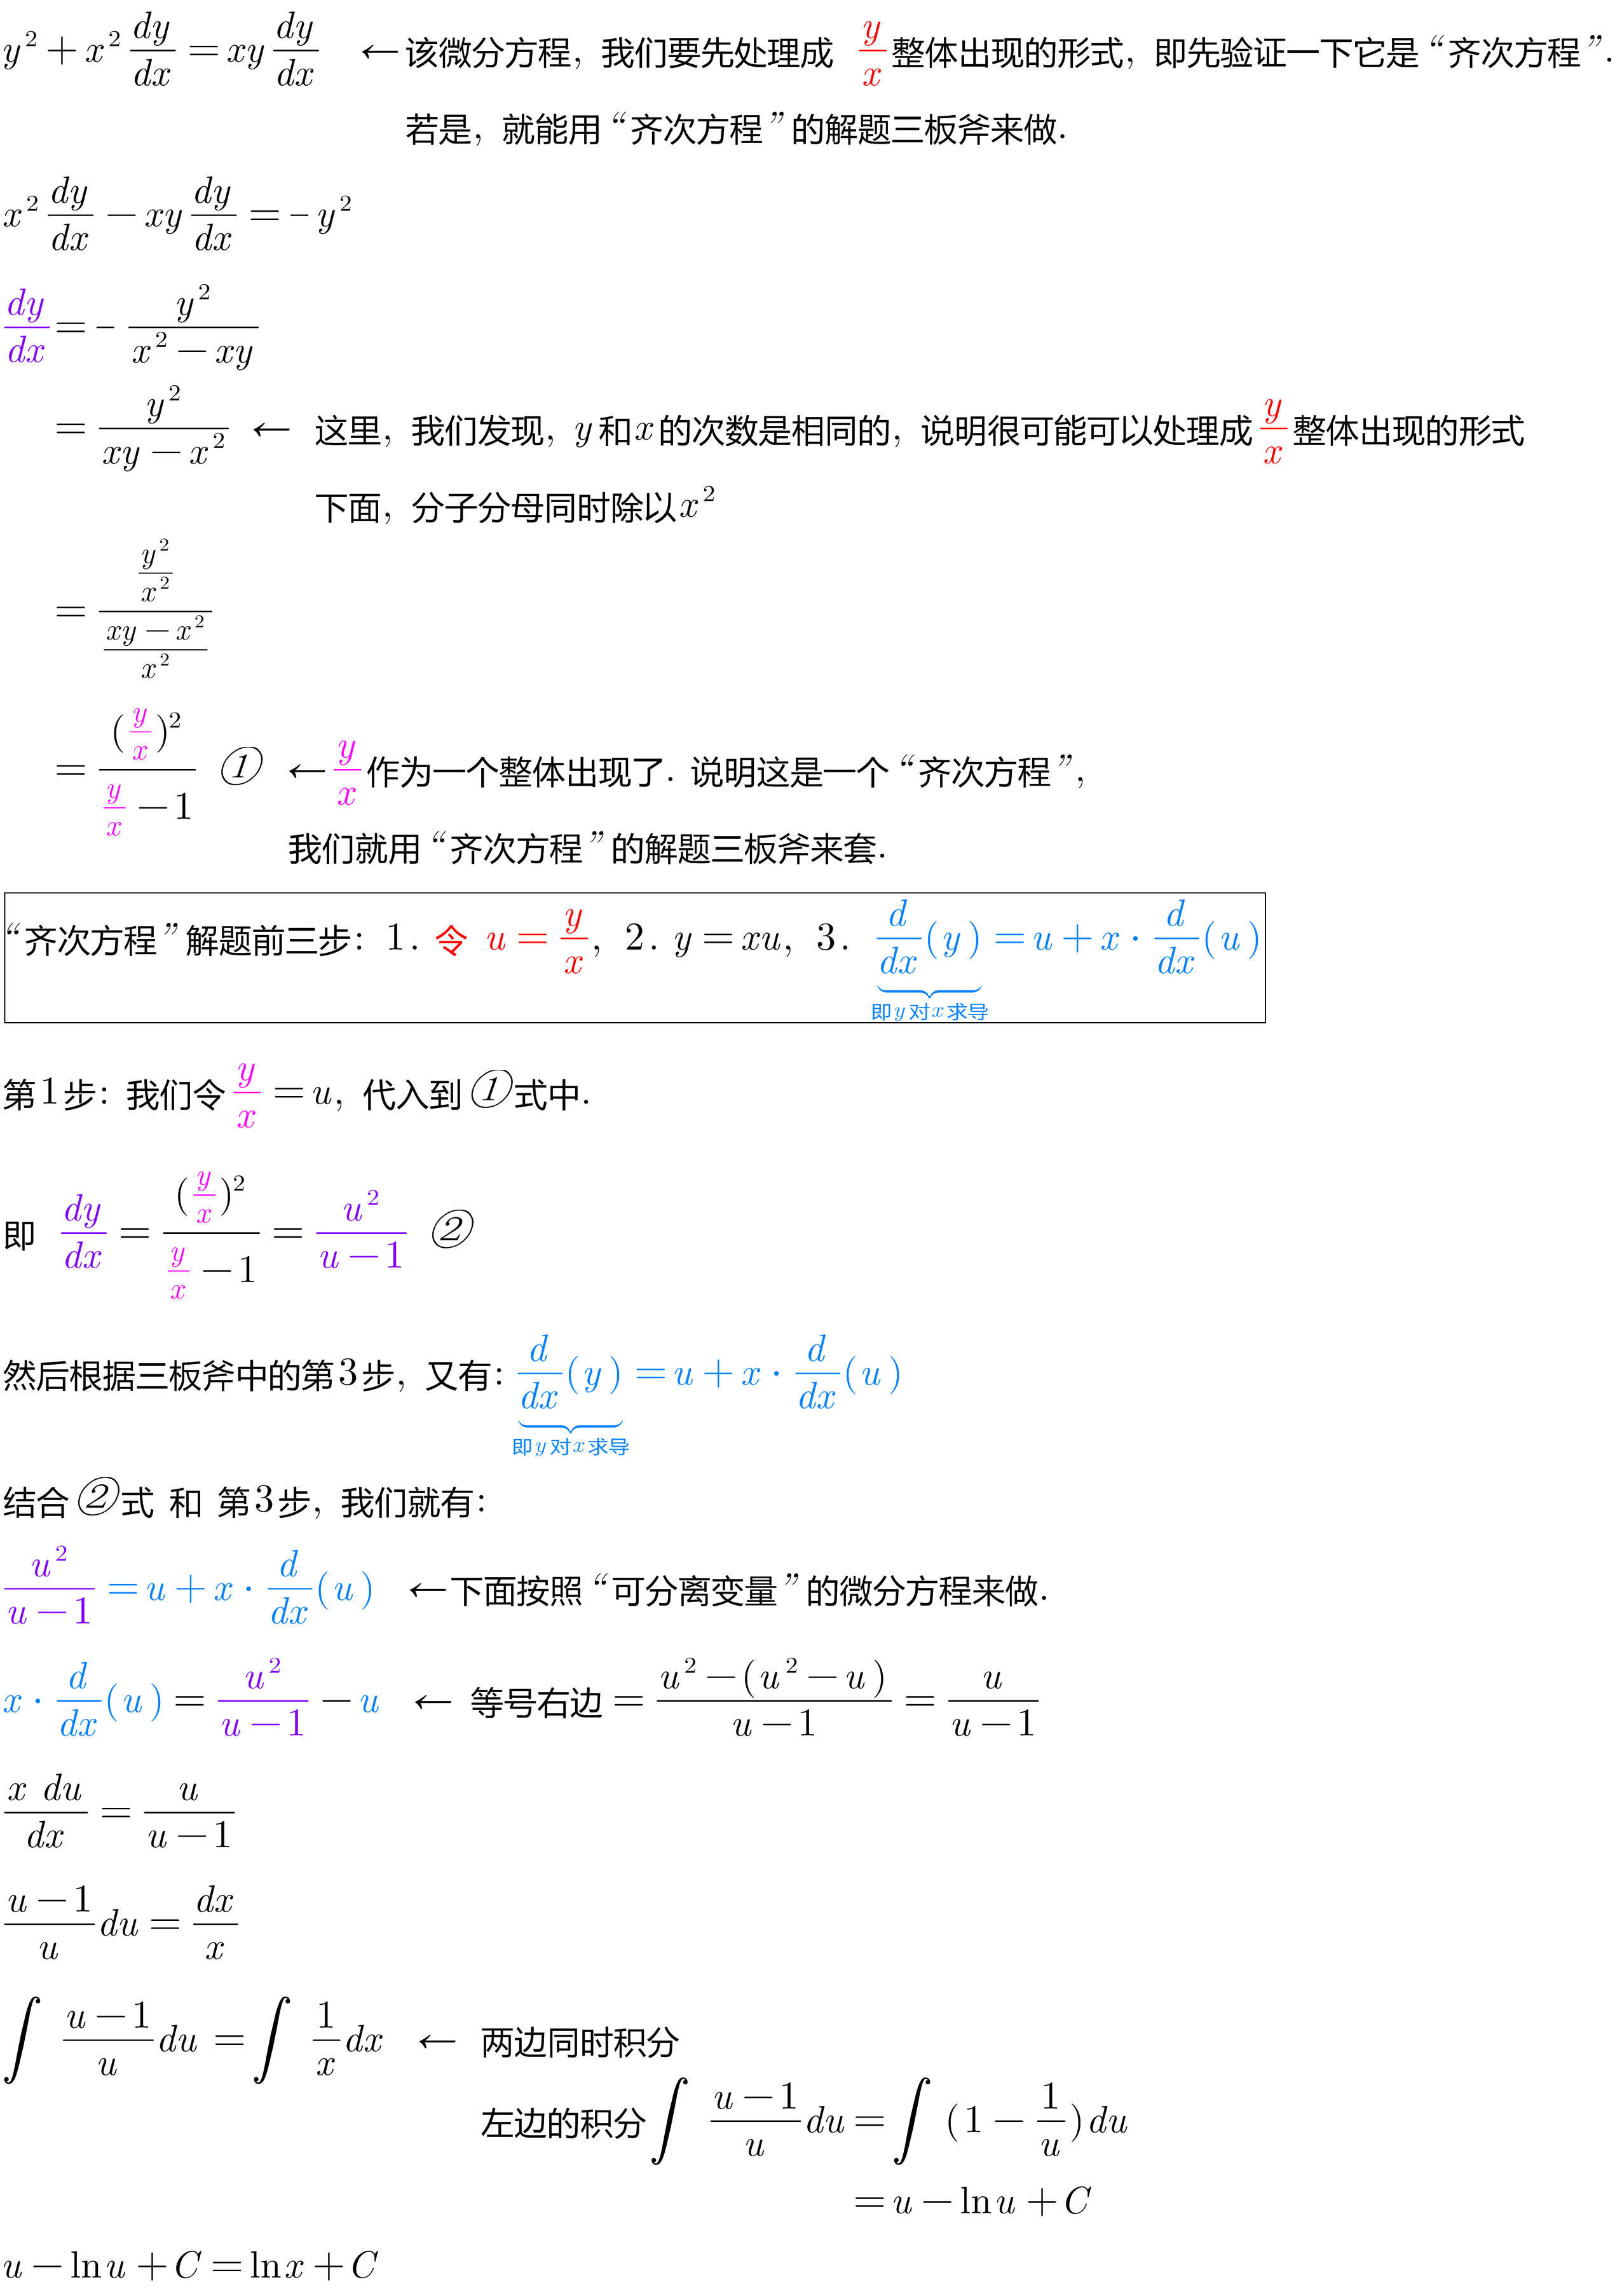 $y^2 + x^2 \frac{dy}{dx} = xy \frac{dy}{dx}$ ← 该微分方程, 我们要先处理成 $\frac{y}{x}$ 整体出现的形式, 即先验证一下它是 “齐次方程”.
若是, 就能用 “齐次方程” 的解题三板斧来做.
$x^2 \frac{dy}{dx} - xy \frac{dy}{dx} = -y^2$
$\frac{dy}{dx} = -\frac{y^2}{x^2 - xy}$
$= \frac{y^2}{xy - x^2}$ ← 这里, 我们发现, $y$ 和 $x$ 的次数是相同的, 说明很可能可以处理成 $\frac{y}{x}$ 整体出现的形式
下面, 分子分母同时除以 $x^2$
$= \frac{\frac{y^2}{x^2}}{\frac{xy - x^2}{x^2}}$
$= \frac{(\frac{y}{x})^2}{\frac{y}{x} - 1}$ ① ← $\frac{y}{x}$ 作为一个整体出现了. 说明这是一个 “齐次方程”,
我们就用 “齐次方程” 的解题三板斧来套.
“齐次方程” 解题前三步: 1. 令 $u = \frac{y}{x}$, 2. $y = xu$, 3. $\underbrace{\frac{d}{dx}(y)}_{即y对x求导} = u + x \cdot \frac{d}{dx}(u)$
第1步: 我们令 $\frac{y}{x} = u$, 代入到 ① 式中.
即 $\frac{dy}{dx} = \frac{(\frac{y}{x})^2}{\frac{y}{x} - 1} = \frac{u^2}{u - 1}$ ②
然后根据三板斧中的第3步, 又有: $\underbrace{\frac{d}{dx}(y)}_{即y对x求导} = u + x \cdot \frac{d}{dx}(u)$
结合 ② 式 和 第3步, 我们就有:
$\frac{u^2}{u - 1} = u + x \cdot \frac{d}{dx}(u)$ ← 下面按照 “可分离变量” 的微分方程来做.
$x \cdot \frac{d}{dx}(u) = \frac{u^2}{u - 1} - u$ ← 等号右边 $= \frac{u^2 - (u^2 - u)}{u - 1} = \frac{u}{u - 1}$
$\frac{x\ du}{dx} = \frac{u}{u - 1}$
$\frac{u - 1}{u} du = \frac{dx}{x}$
$\int \frac{u - 1}{u} du = \int \frac{1}{x} dx$ ← 两边同时积分
左边的积分 $\int \frac{u - 1}{u} du = \int (1 - \frac{1}{u}) du$
$= u - \ln u + C$
$u - \ln u + C = \ln x + C$